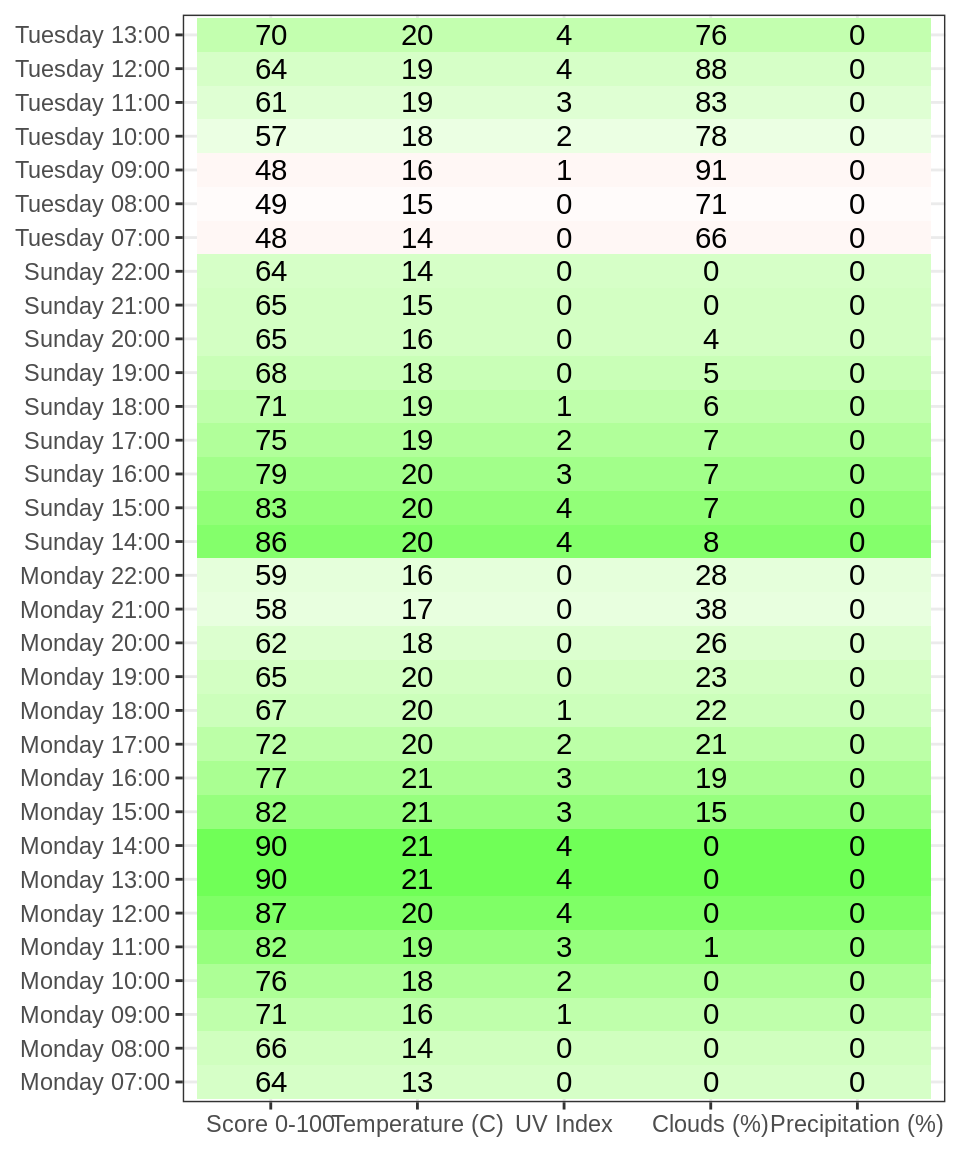 Tuesday 13:00 70 20 4 76 0
Tuesday 12:00 64 19 4 88 0
Tuesday 11:00 61 19 3 83 0
Tuesday 10:00 57 18 2 78 0
Tuesday 09:00 48 16 1 91 0
Tuesday 08:00 49 15 0 71 0
Tuesday 07:00 48 14 0 66 0
Sunday 22:00 64 14 0 0 0
Sunday 21:00 65 15 0 0 0
Sunday 20:00 65 16 0 4 0
Sunday 19:00 68 18 0 5 0
Sunday 18:00 71 19 1 6 0
Sunday 17:00 75 19 2 7 0
Sunday 16:00 79 20 3 7 0
Sunday 15:00 83 20 4 7 0
Sunday 14:00 86 20 4 8 0
Monday 22:00 59 16 0 28 0
Monday 21:00 58 17 0 38 0
Monday 20:00 62 18 0 26 0
Monday 19:00 65 20 0 23 0
Monday 18:00 67 20 1 22 0
Monday 17:00 72 20 2 21 0
Monday 16:00 77 21 3 19 0
Monday 15:00 82 21 3 15 0
Monday 14:00 90 21 4 0 0
Monday 13:00 90 21 4 0 0
Monday 12:00 87 20 4 0 0
Monday 11:00 82 19 3 1 0
Monday 10:00 76 18 2 0 0
Monday 09:00 71 16 1 0 0
Monday 08:00 66 14 0 0 0
Monday 07:00 64 13 0 0 0
Score 0-100 Temperature (C) UV Index Clouds (%) Precipitation (%)